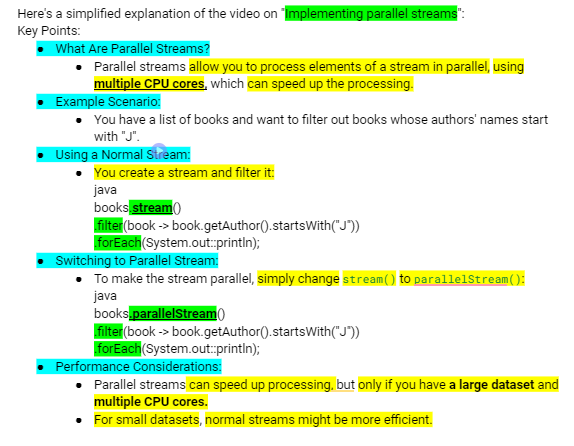 Here's a simplified explanation of the video on "Implementing parallel streams":
Key Points:
● What Are Parallel Streams?
● Parallel streams allow you to process elements of a stream in parallel, using
multiple CPU cores, which can speed up the processing.
● Example Scenario:
● You have a list of books and want to filter out books whose authors' names start
with "J".
● Using a Normal Stream:
● You create a stream and filter it:
java
books.stream()
.filter(book -> book.getAuthor().startsWith("J"))
.forEach(System.out::println);
● Switching to Parallel Stream:
● To make the stream parallel, simply change stream() to parallelStream():
java
books.parallelStream()
.filter(book -> book.getAuthor().startsWith("J"))
.forEach(System.out::println);
● Performance Considerations:
● Parallel streams can speed up processing, but only if you have a large dataset and
multiple CPU cores.
● For small datasets, normal streams might be more efficient.